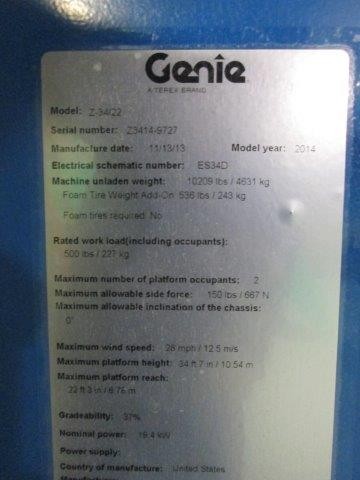 Genie
A TEREX BRAND
Model: Z-34/22
Serial number: Z3414-9727
Manufacture date: 11/13/13 Model year: 2014
Electrical schematic number: ES34D
Machine unladen weight: 10209 lbs / 4631 kg
Foam Tire Weight Add-On 536 lbs / 243 kg
Foam tires required: No
Rated work load(including occupants):
500 lbs / 227 kg
Maximum number of platform occupants: 2
Maximum allowable side force: 150 lbs / 667 N
Maximum allowable inclination of the chassis:
0°
Maximum wind speed: 28 mph / 12.5 m/s
Maximum platform height: 34 ft 7 in / 10.54 m
Maximum platform reach:
22 ft 3 in / 6.78 m
Gradeability: 37%
Nominal power: 19.4 kW
Power supply:
Country of manufacture: United States